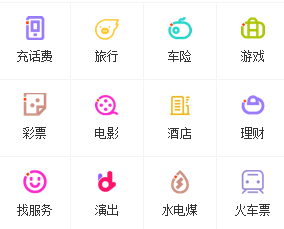 充话费 旅行 车险 游戏
彩票 电影 酒店 理财
找服务 演出 水电煤 火车票